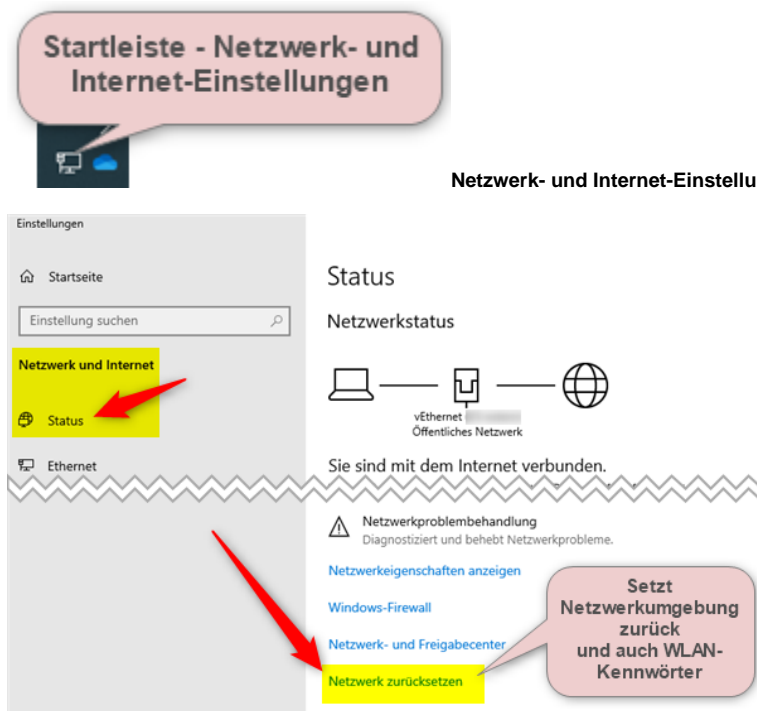 Startleiste - Netzwerk- und
Internet-Einstellungen
Netzwerk- und Internet-Einstellu
Einstellungen
Startseite
Einstellung suchen
Netzwerk und Internet
Status
Ethernet
Status
Netzwerkstatus
vEthernet
Öffentliches Netzwerk
Sie sind mit dem Internet verbunden.
Netzwerkproblembehandlung
Diagnostiziert und behebt Netzwerkprobleme.
Netzwerkeigenschaften anzeigen
Windows-Firewall
Netzwerk- und Freigabecenter
Netzwerk zurücksetzen
Setzt
Netzwerkumgebung
zurück
und auch WLAN-
Kennwörter